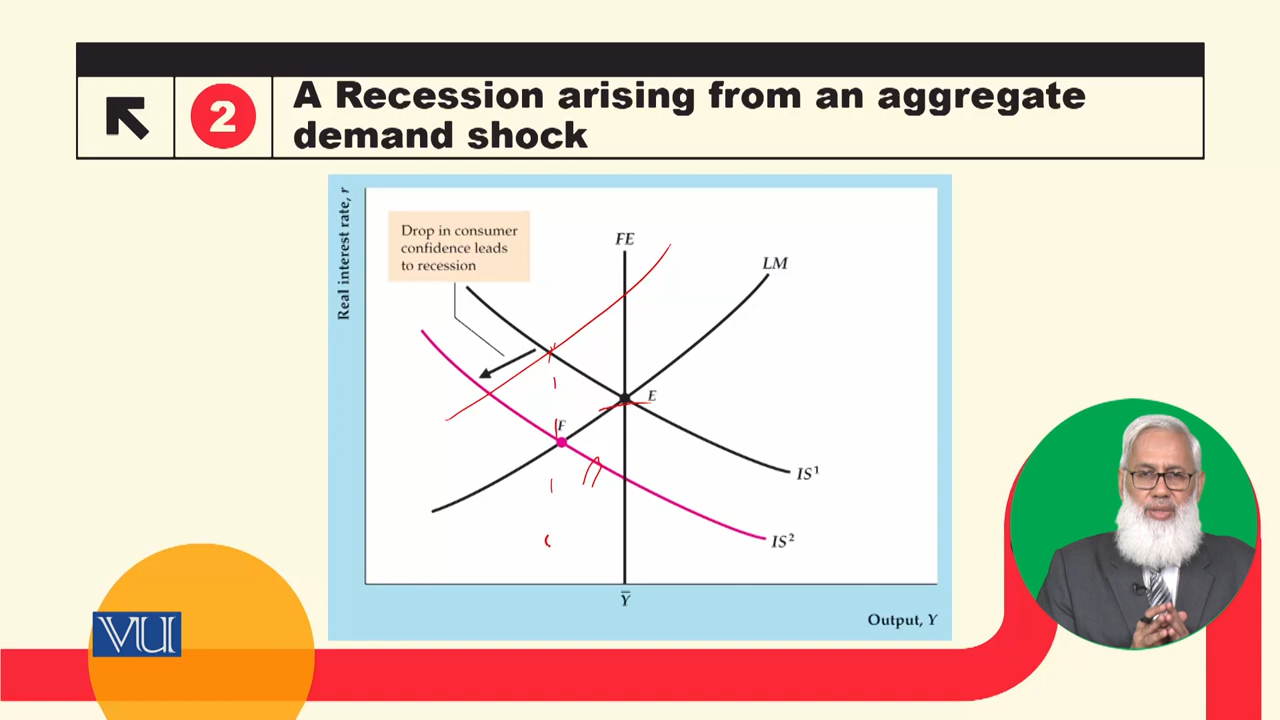 2
A Recession arising from an aggregate
demand shock
Real interest rate, r
Drop in consumer
confidence leads
to recession
FE
LM
E
F
IS¹
IS²
Y̅
Output, Y
VU